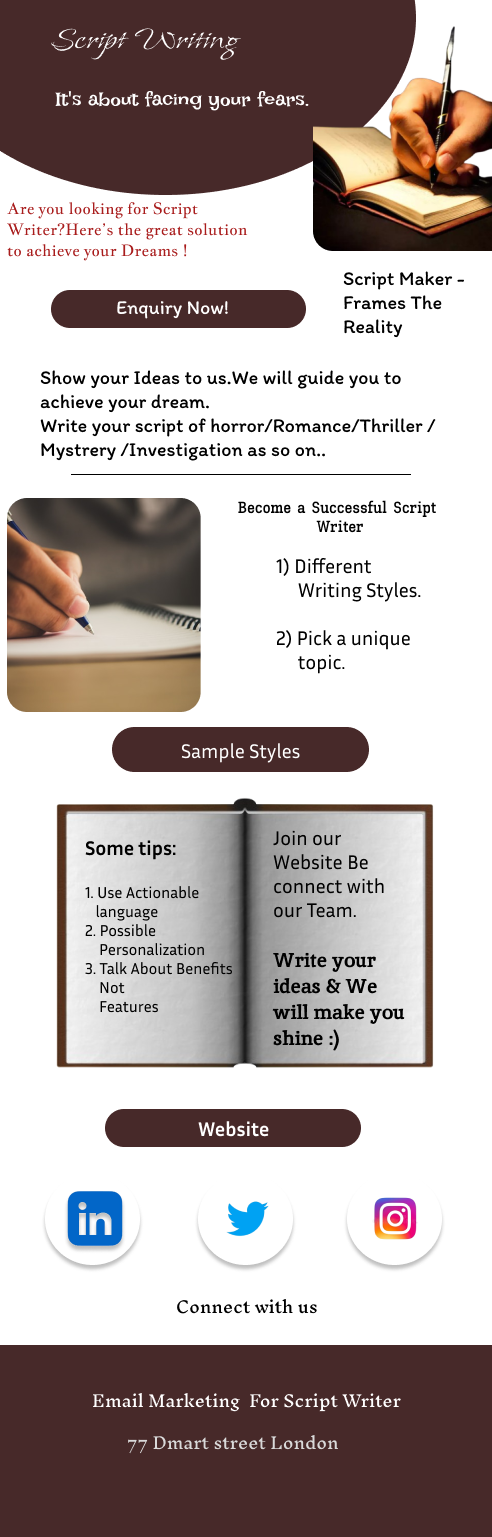 Script Writing
It's about facing your fears.
Are you looking for Script
Writer?Here's the great solution
to achieve your Dreams !
Script Maker -
Frames The
Reality
Enquiry Now!
Show your Ideas to us.We will guide you to
achieve your dream.
Write your script of horror/Romance/Thriller /
Mystrery /Investigation as so on..
Become a Successful Script
Writer
1) Different
Writing Styles.
2) Pick a unique
topic.
Sample Styles
Some tips:
1. Use Actionable
language
2. Possible
Personalization
3. Talk About Benefits
Not
Features
Join our
Website Be
connect with
our Team.
Write your
ideas & We
will make you
shine :)
Website
in
Connect with us
Email Marketing For Script Writer
77 Dmart street London